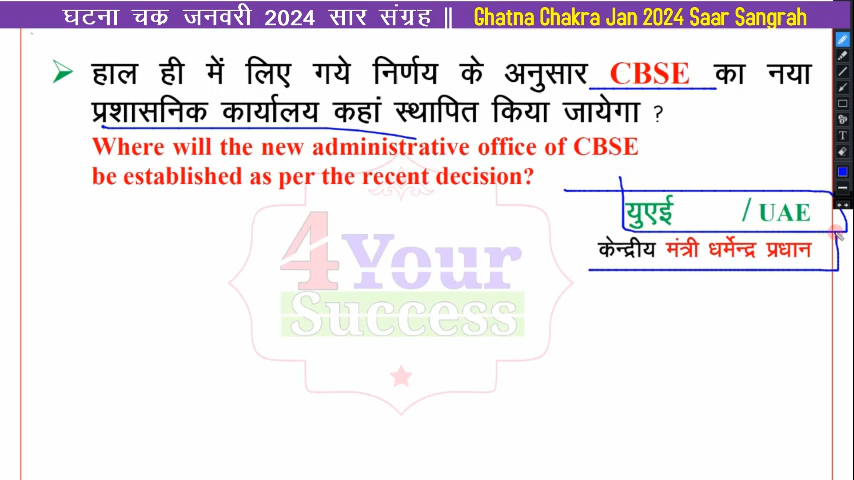 घटना चक्र जनवरी 2024 सार संग्रह || Ghatna Chakra Jan 2024 Saar Sangrah
➤ हाल ही में लिए गये निर्णय के अनुसार CBSE का नया
प्रशासनिक कार्यालय कहां स्थापित किया जायेगा ?
Where will the new administrative office of CBSE
be established as per the recent decision?
युएई / UAE
केन्द्रीय मंत्री धर्मेन्द्र प्रधान
4 Your
Success